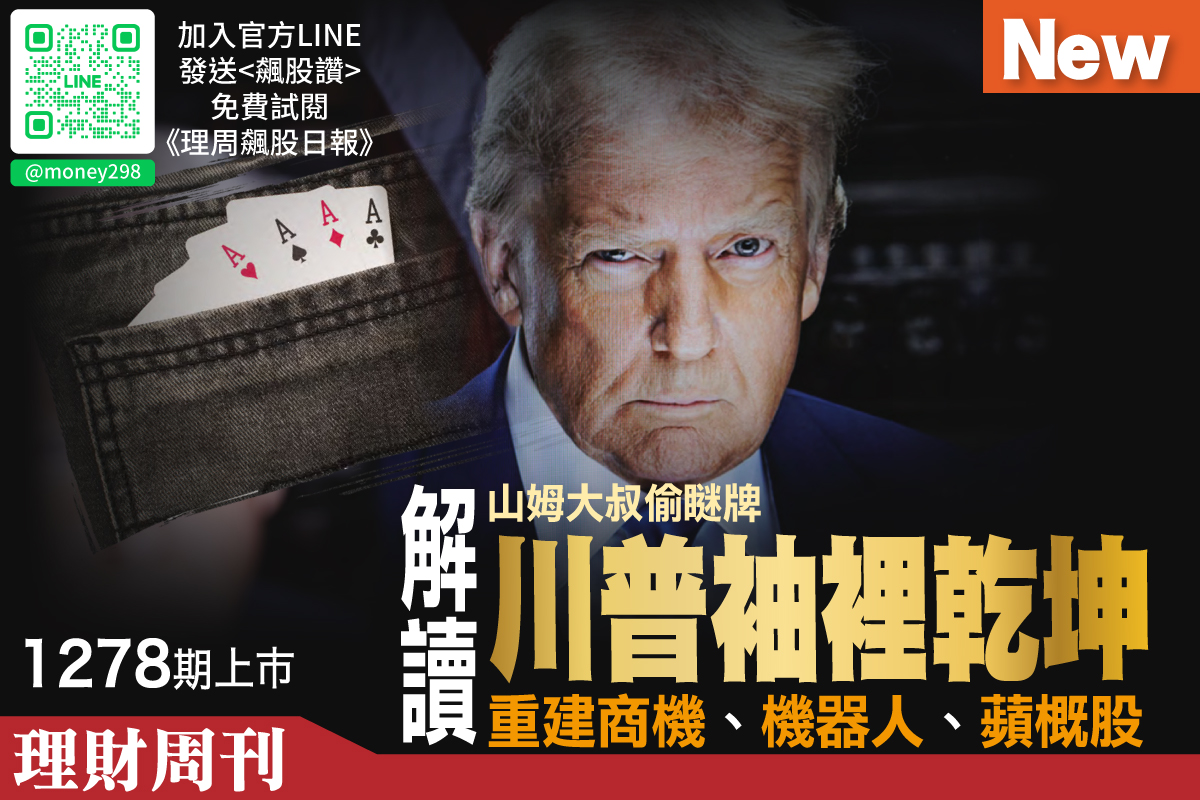 LINE
@money298
加入官方LINE
發送<飆股讚>
免費試閱
《理周飆股日報》
New
A
A
A
A
解讀
山姆大叔偷瞇牌
川普袖裡乾坤
重建商機、機器人、蘋概股
1278期上市
理財周刊